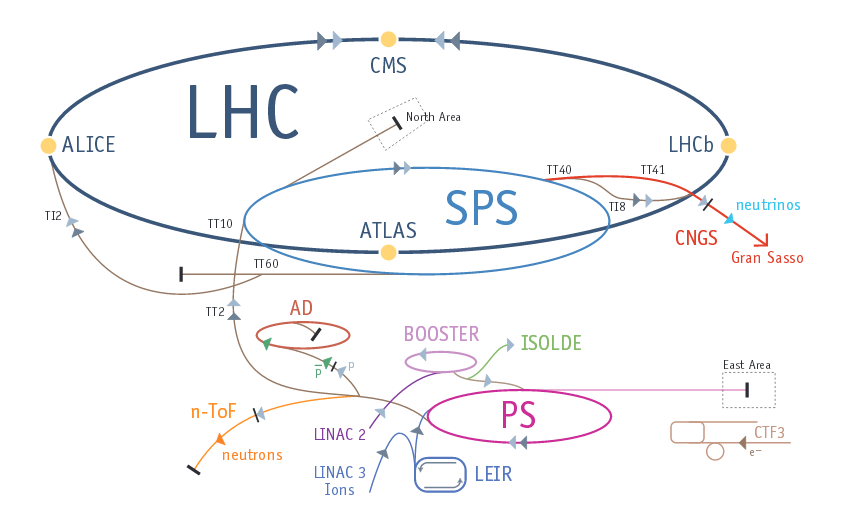 CMS
LHC
North Area
ALICE
LHCb
TT40
TT41
SPS
TI2
TI8
neutrinos
TT10
ATLAS
CNGS
Gran Sasso
TT60
TT2
AD
BOOSTER
ISOLDE
p
p̅
East Area
n-ToF
PS
LINAC 2
CTF3
neutrons
e⁻
LINAC 3
Ions
LEIR